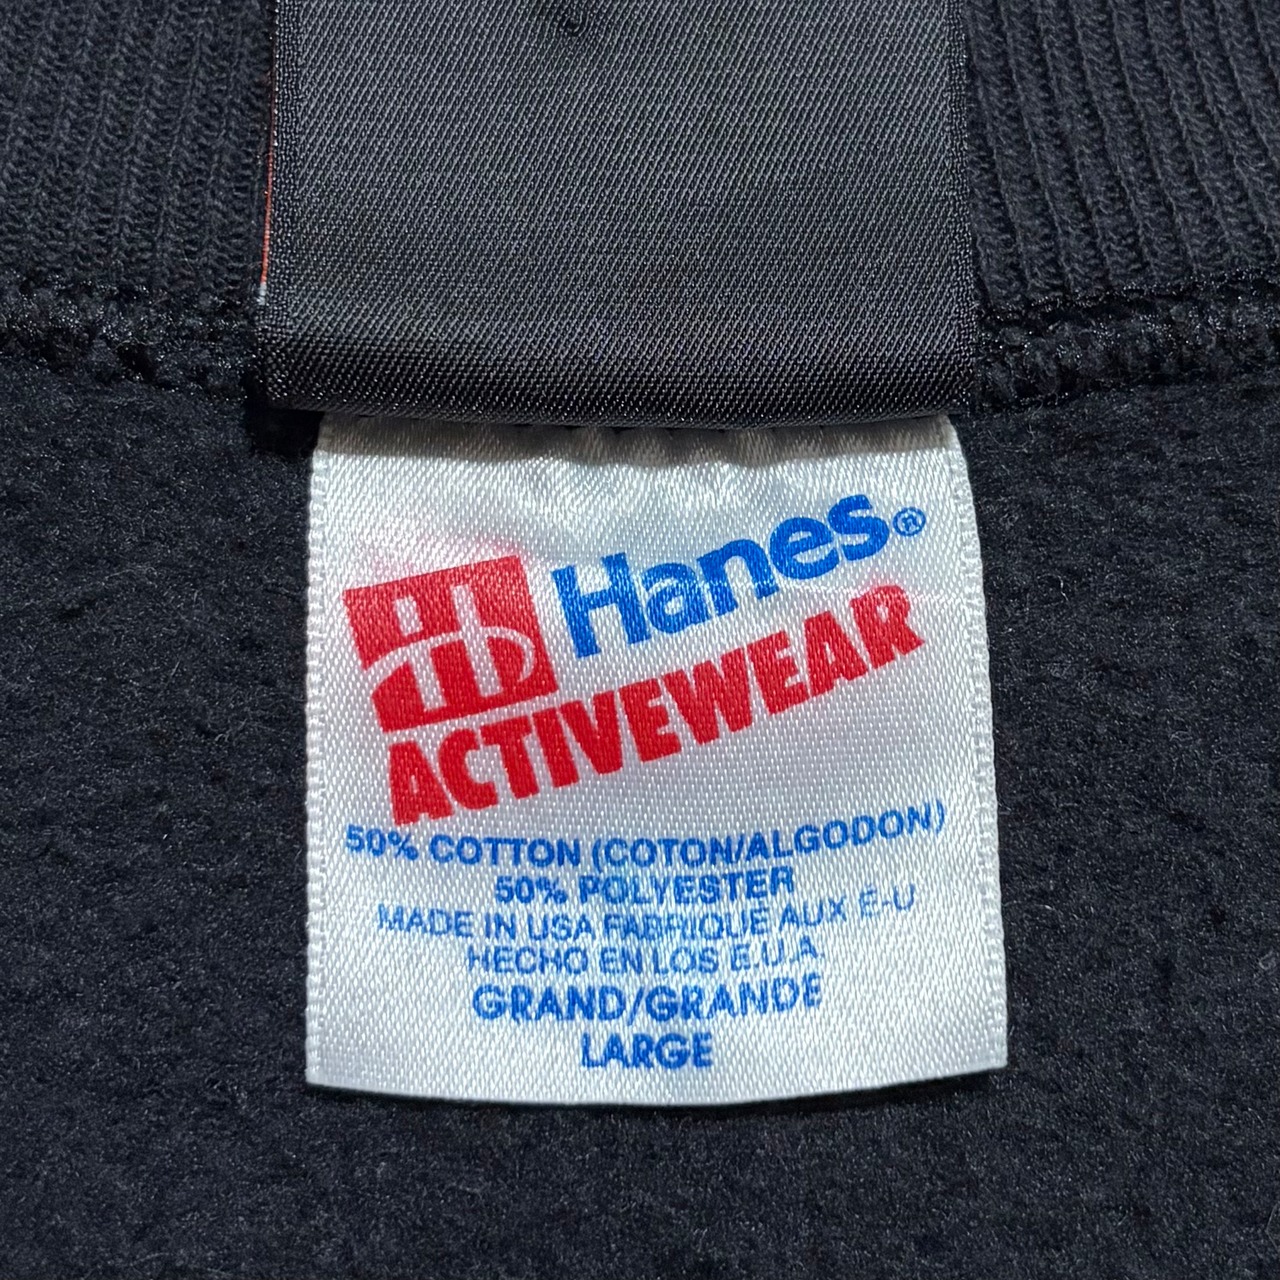 Hanes®
ACTIVEWEAR
50% COTTON (COTON/ALGODON)
50% POLYESTER
MADE IN USA FABRIQUE AUX É-U
HECHO EN LOS E.U.A
GRAND/GRANDE
LARGE